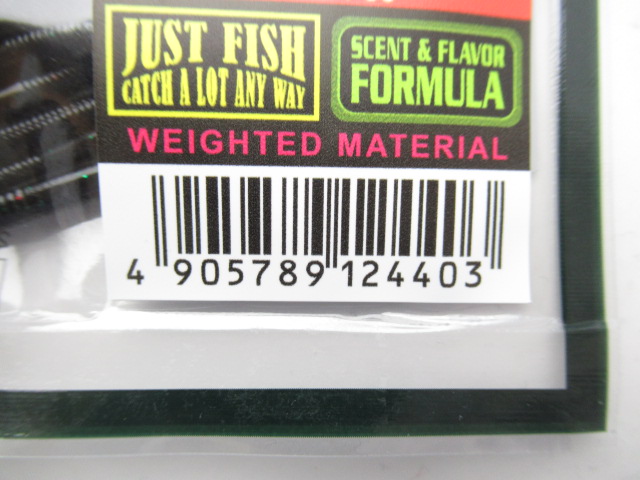 JUST FISH
CATCH A LOT ANY WAY
SCENT & FLAVOR
FORMULA
WEIGHTED MATERIAL
4 905789 124403